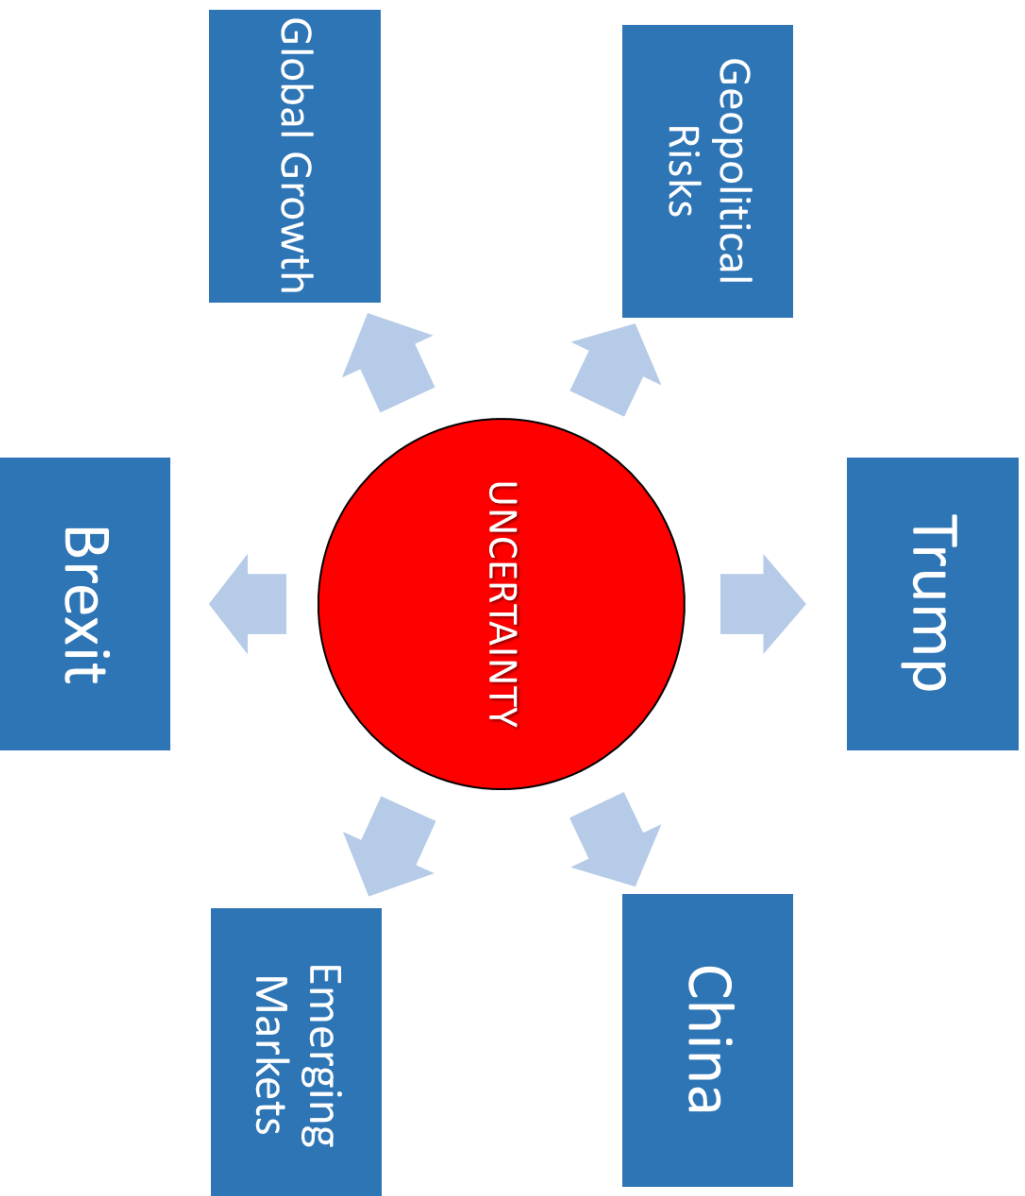 Trump
Geopolitical
Risks
China
UNCERTAINTY
Global Growth
Emerging
Markets
Brexit